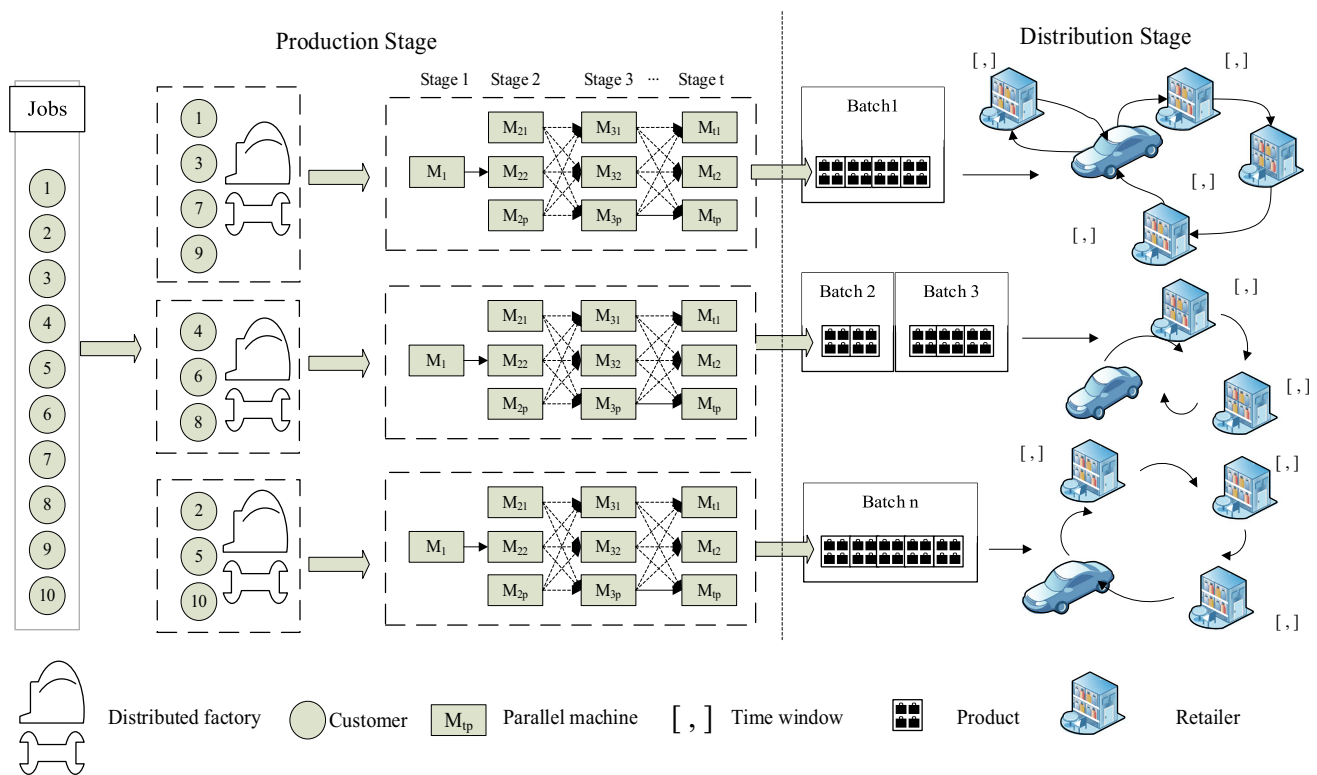 Production Stage
Distribution Stage
Jobs
1
2
3
4
5
6
7
8
9
10
1
3
7
9
4
6
8
2
5
10
Stage 1 Stage 2 Stage 3 ... Stage t
M21 M31 Mt1
M1 M22 M32 Mt2
M2p M3p Mtp
M21 M31 Mt1
M1 M22 M32 Mt2
M2p M3p Mtp
M21 M31 Mt1
M1 M22 M32 Mt2
M2p M3p Mtp
Batch1
Batch 2 Batch 3
Batch n
[ , ] [ , ]
[ , ]
[ , ]
[ , ]
[ , ]
[ , ] [ , ]
[ , ]
Distributed factory
Customer
Mtp Parallel machine
[ , ] Time window
Product
Retailer